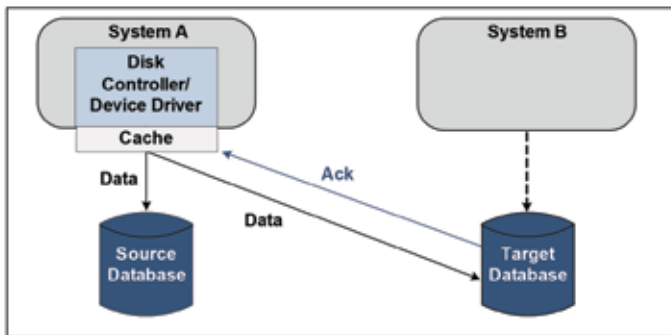 System A
Disk
Controller/
Device Driver
Cache
System B
Ack
Data
Data
Source
Database
Target
Database